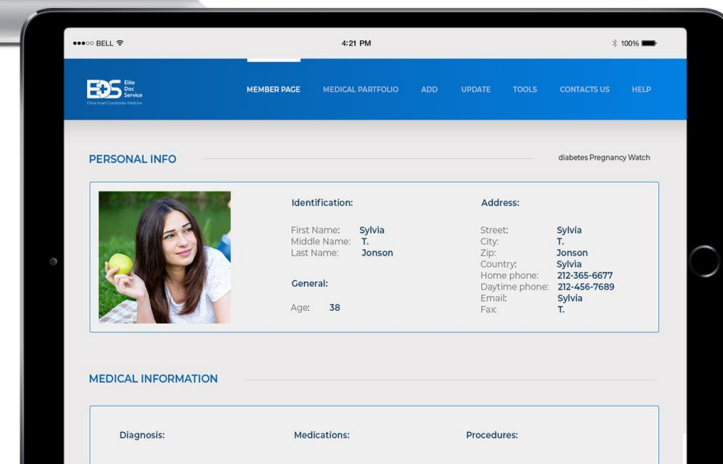 BELL
4:21 PM
100%
EDS
Elite
Doc
Service
MEMBER PAGE
MEDICAL PARTFOLIO
ADD
UPDATE
TOOLS
CONTACTS US
HELP
PERSONAL INFO
diabetes Pregnancy Watch
Identification:
First Name: Sylvia
Middle Name: T.
Last Name: Jonson
General:
Age: 38
Address:
Street: Sylvia
City: T.
Zip: Jonson
Country: Sylvia
Home phone: 212-365-6677
Daytime phone: 212-456-7689
Email: Sylvia
Fax: T.
MEDICAL INFORMATION
Diagnosis:
Medications:
Procedures: